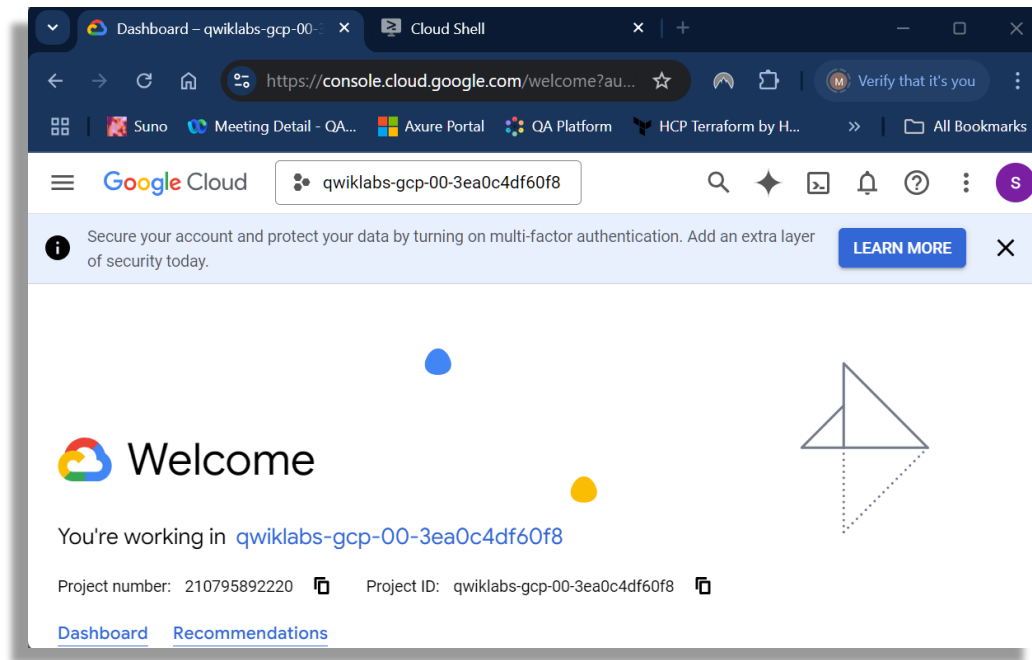 Dashboard – qwiklabs-gcp-00-
Cloud Shell
https://console.cloud.google.com/welcome?au...
M
Verify that it's you
Suno
Meeting Detail - QA...
Axure Portal
QA Platform
HCP Terraform by H...
»
All Bookmarks
Google Cloud
qwiklabs-gcp-00-3ea0c4df60f8
S
Secure your account and protect your data by turning on multi-factor authentication. Add an extra layer
of security today.
LEARN MORE
Welcome
You're working in qwiklabs-gcp-00-3ea0c4df60f8
Project number: 210795892220
Project ID: qwiklabs-gcp-00-3ea0c4df60f8
Dashboard
Recommendations